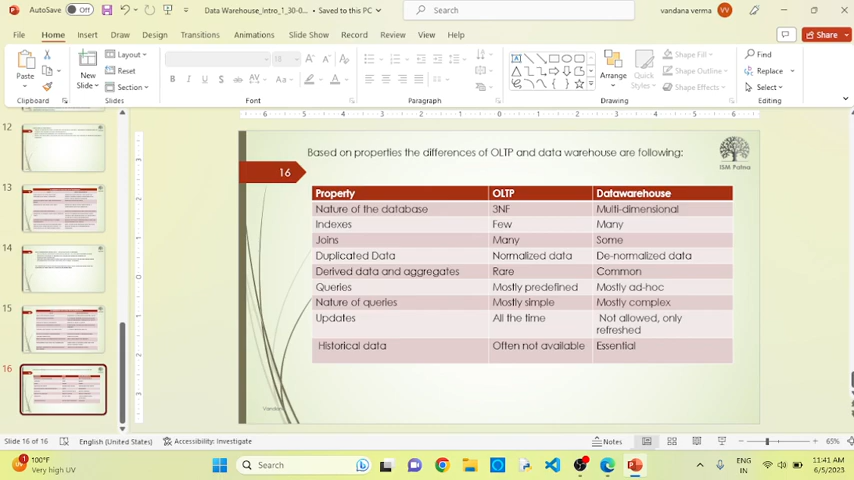 AutoSave Off Data Warehouse_Intro_1_30-0... • Saved to this PC Search vandana verma VV
File Home Insert Draw Design Transitions Animations Slide Show Record Review View Help Share
Paste New Slide Layout Reset Section 18 Arrange Quick Styles Shape Fill Shape Outline Shape Effects Find Replace Select
Clipboard Slides Font Paragraph Drawing Editing
12
13
14
15
16
Based on properties the differences of OLTP and data warehouse are following:
ISM Patna
16
Property OLTP Datawarehouse
Nature of the database 3NF Multi-dimensional
Indexes Few Many
Joins Many Some
Duplicated Data Normalized data De-normalized data
Derived data and aggregates Rare Common
Queries Mostly predefined Mostly ad-hoc
Nature of queries Mostly simple Mostly complex
Updates All the time Not allowed, only
refreshed
Historical data Often not available Essential
Slide 16 of 16 English (United States) Accessibility: Investigate Notes 65%
100°F
Very high UV
Search
ENG
IN
11:41 AM
6/5/2023